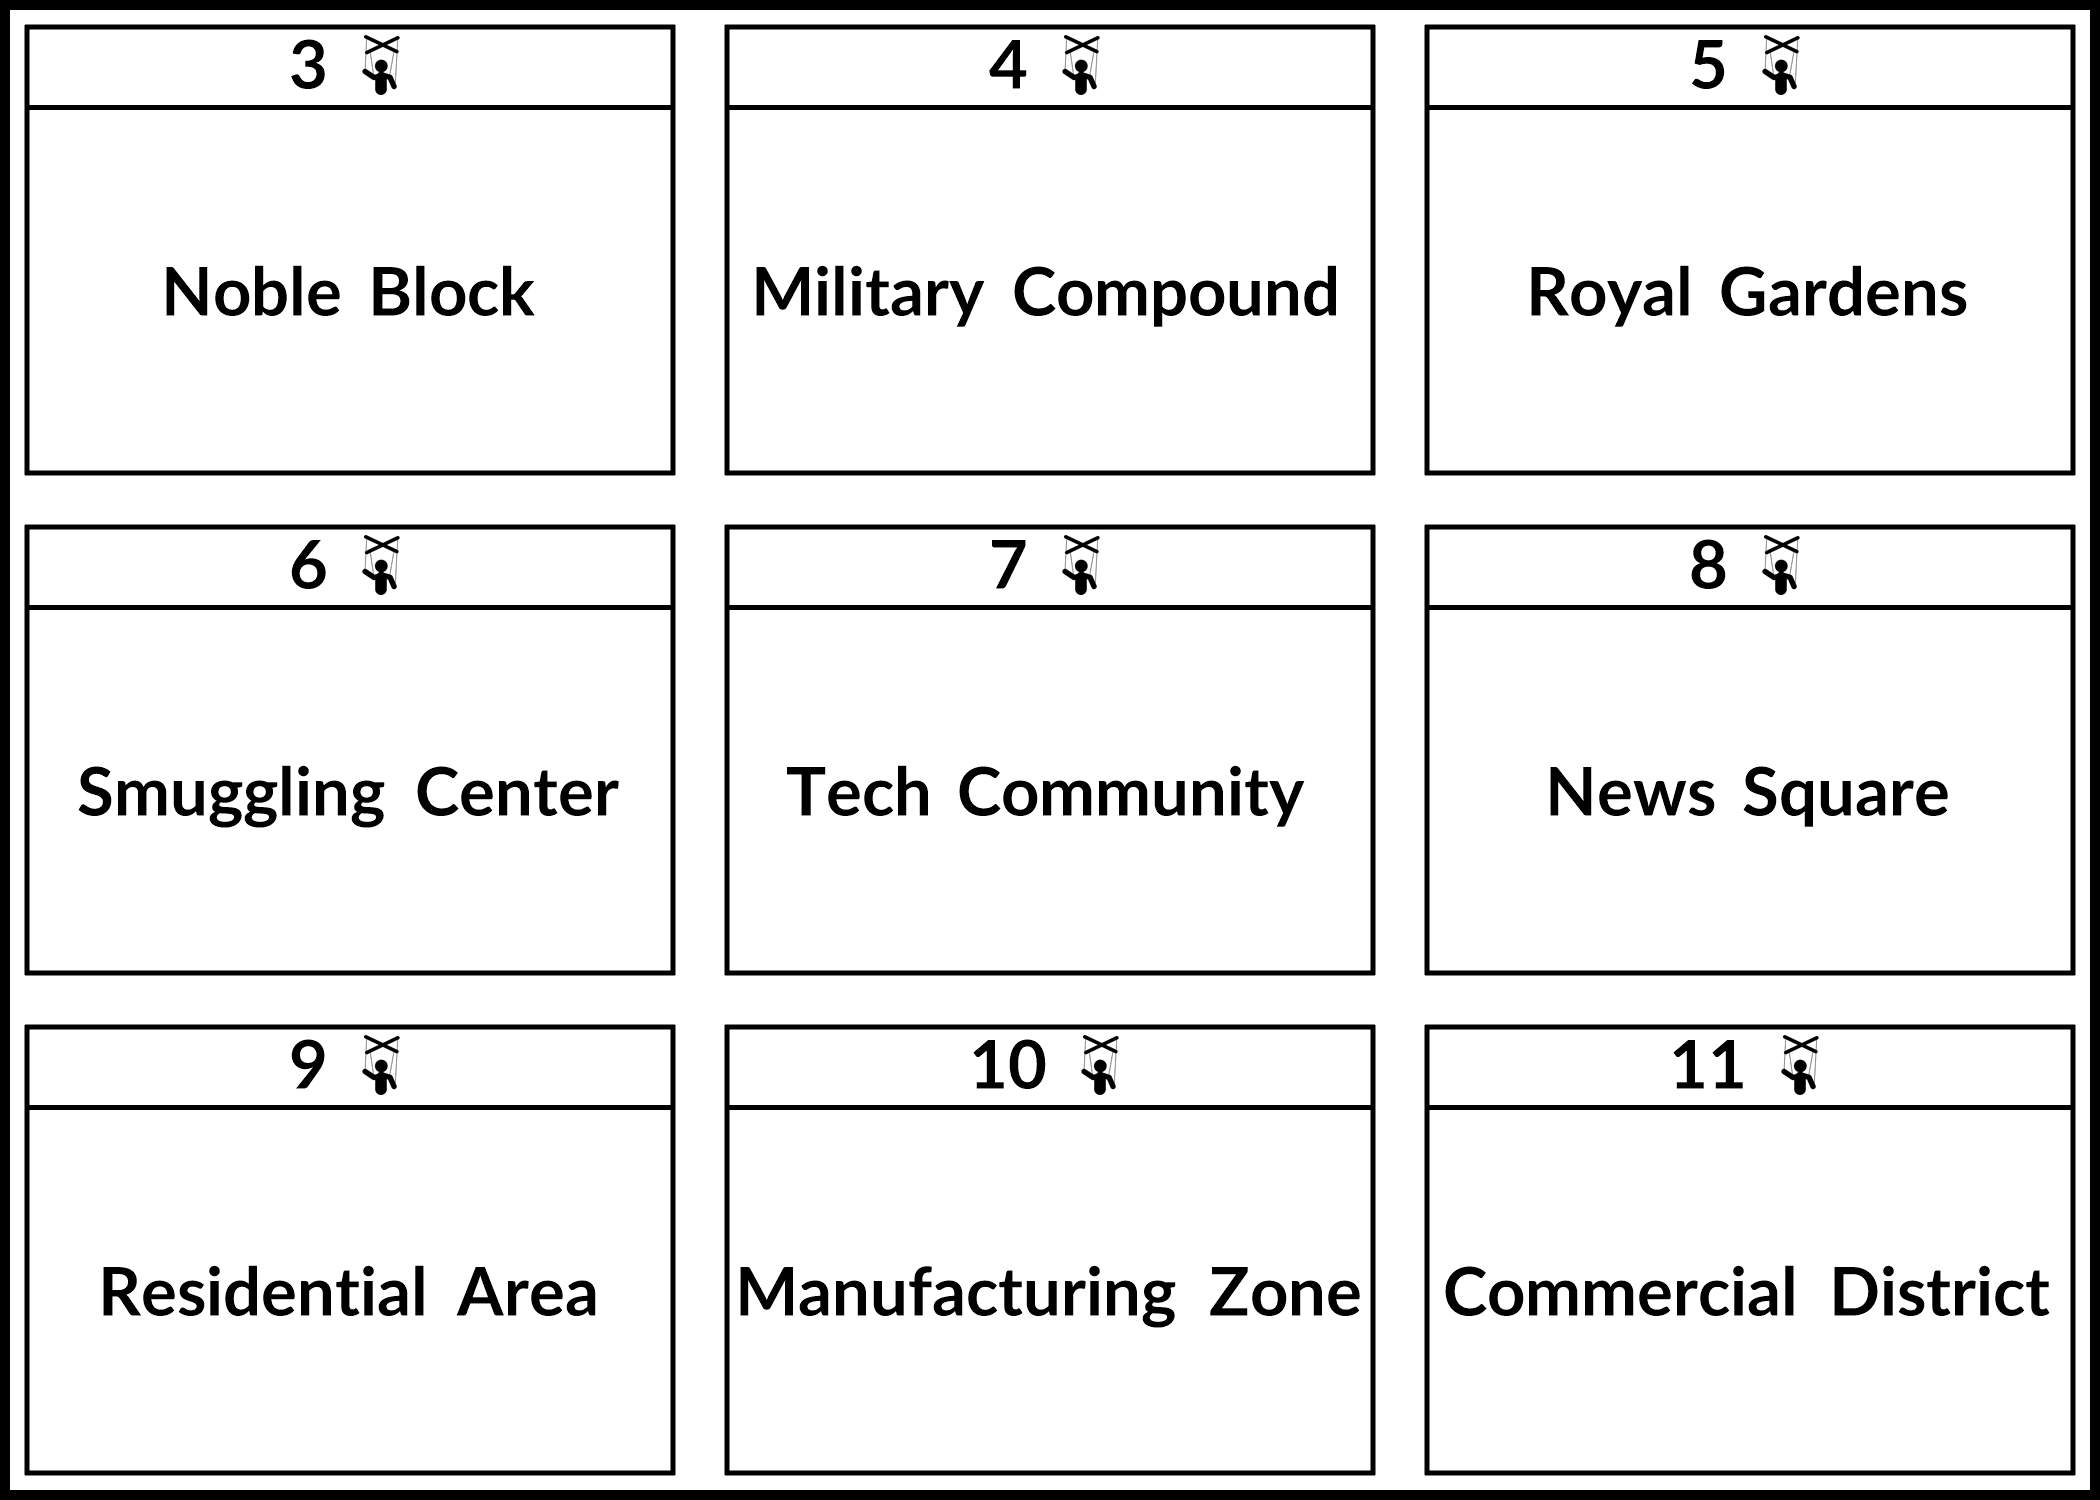 3
Noble Block
4
Military Compound
5
Royal Gardens
6
Smuggling Center
7
Tech Community
8
News Square
9
Residential Area
10
Manufacturing Zone
11
Commercial District